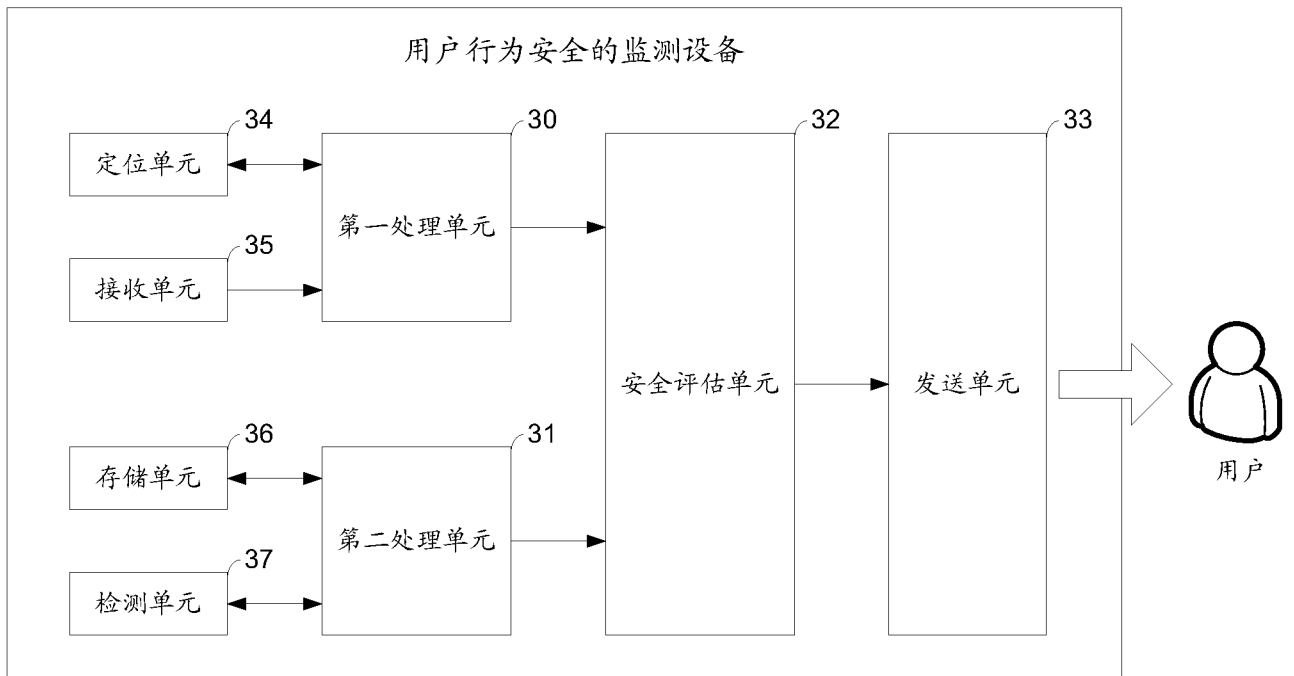 用户行为安全的监测设备
34
30
32
33
定位单元
第一处理单元
35
接收单元
安全评估单元
发送单元
36
31
存储单元
第二处理单元
37
检测单元
用户